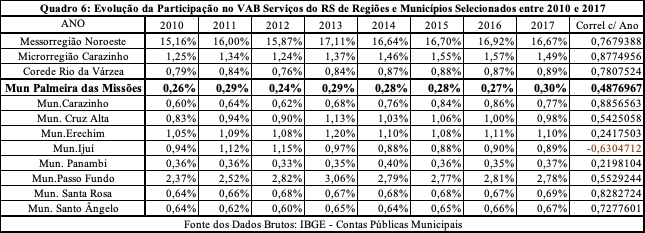 Quadro 6: Evolução da Participação no VAB Serviços do RS de Regiões e Municípios Selecionados entre 2010 e 2017
ANO 2010 2011 2012 2013 2014 2015 2016 2017 Correl c/ Ano
Messorregião Noroeste 15,16% 16,00% 15,87% 17,11% 16,64% 16,70% 16,92% 16,67% 0,7679388
Microrregião Carazinho 1,25% 1,34% 1,24% 1,37% 1,46% 1,55% 1,57% 1,49% 0,8774956
Corede Rio da Várzea 0,79% 0,84% 0,76% 0,84% 0,87% 0,88% 0,87% 0,89% 0,7807524
Mun Palmeira das Missões 0,26% 0,29% 0,24% 0,29% 0,28% 0,28% 0,27% 0,30% 0,4876967
Mun.Carazinho 0,60% 0,64% 0,62% 0,68% 0,76% 0,84% 0,86% 0,77% 0,8856563
Mun. Cruz Alta 0,83% 0,94% 0,90% 1,13% 1,03% 1,06% 1,00% 0,98% 0,5425058
Mun.Erechim 1,05% 1,09% 1,08% 1,20% 1,10% 1,08% 1,11% 1,10% 0,2417503
Mun.Ijuí 0,94% 1,12% 1,15% 0,97% 0,88% 0,88% 0,90% 0,89% -0,6304712
Mun. Panambi 0,36% 0,36% 0,33% 0,35% 0,40% 0,36% 0,35% 0,37% 0,2198104
Mun.Passo Fundo 2,37% 2,52% 2,82% 3,06% 2,79% 2,77% 2,81% 2,78% 0,5529244
Mun. Santa Rosa 0,64% 0,66% 0,69% 0,67% 0,68% 0,68% 0,67% 0,69% 0,8282724
Mun. Santo Ângelo 0,64% 0,62% 0,60% 0,65% 0,64% 0,65% 0,66% 0,67% 0,7277601
Fonte dos Dados Brutos: IBGE - Contas Públicas Municipais